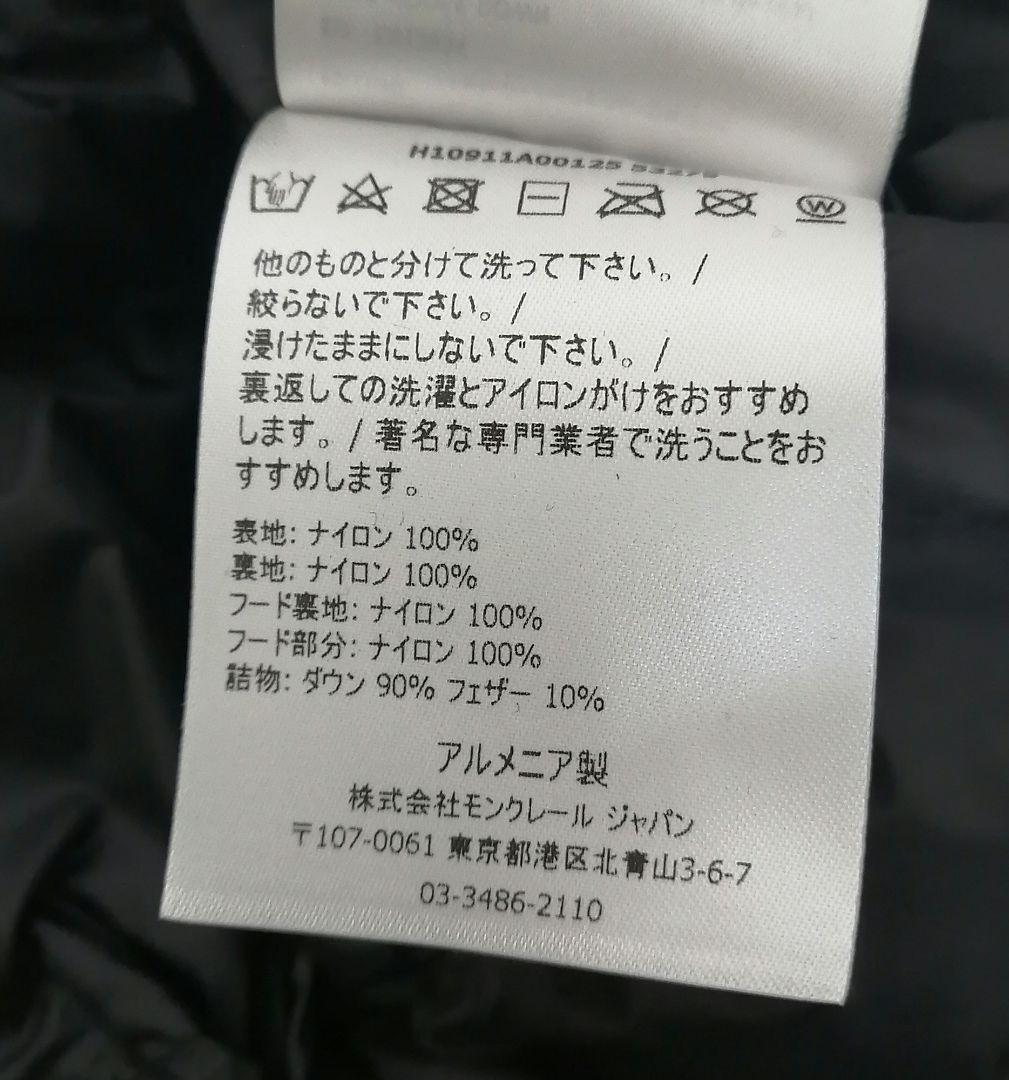 H10911A00125
W
他のものと分けて洗って下さい。/
絞らないで下さい。/
浸けたままにしないで下さい。/
裏返しての洗濯とアイロンがけをおすすめ
します。/ 著名な専門業者で洗うことをお
すすめします。
表地: ナイロン 100%
裏地: ナイロン 100%
フード裏地: ナイロン 100%
フード部分: ナイロン 100%
詰物: ダウン 90% フェザー 10%
アルメニア製
株式会社モンクレール ジャパン
〒107-0061 東京都港区北青山3-6-7
03-3486-2110